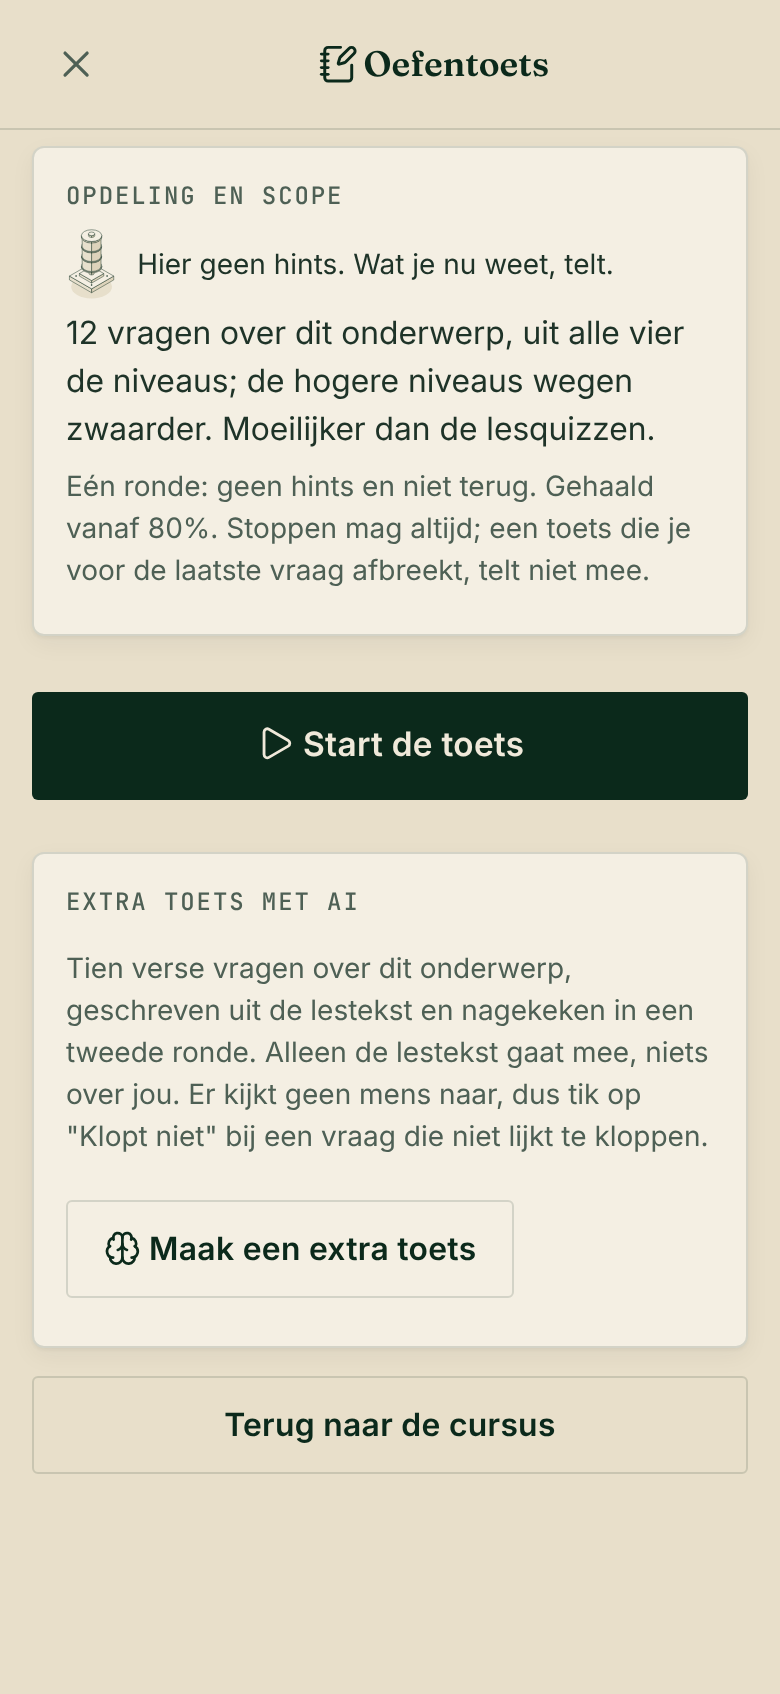 Oefentoets
OPDELING EN SCOPE
Hier geen hints. Wat je nu weet, telt.
12 vragen over dit onderwerp, uit alle vier
de niveaus; de hogere niveaus wegen
zwaarder. Moeilijker dan de lesquizzen.
Eén ronde: geen hints en niet terug. Gehaald
vanaf 80%. Stoppen mag altijd; een toets die je
voor de laatste vraag afbreekt, telt niet mee.
Start de toets
EXTRA TOETS MET AI
Tien verse vragen over dit onderwerp,
geschreven uit de lestekst en nagekeken in een
tweede ronde. Alleen de lestekst gaat mee, niets
over jou. Er kijkt geen mens naar, dus tik op
"Klopt niet" bij een vraag die niet lijkt te kloppen.
Maak een extra toets
Terug naar de cursus